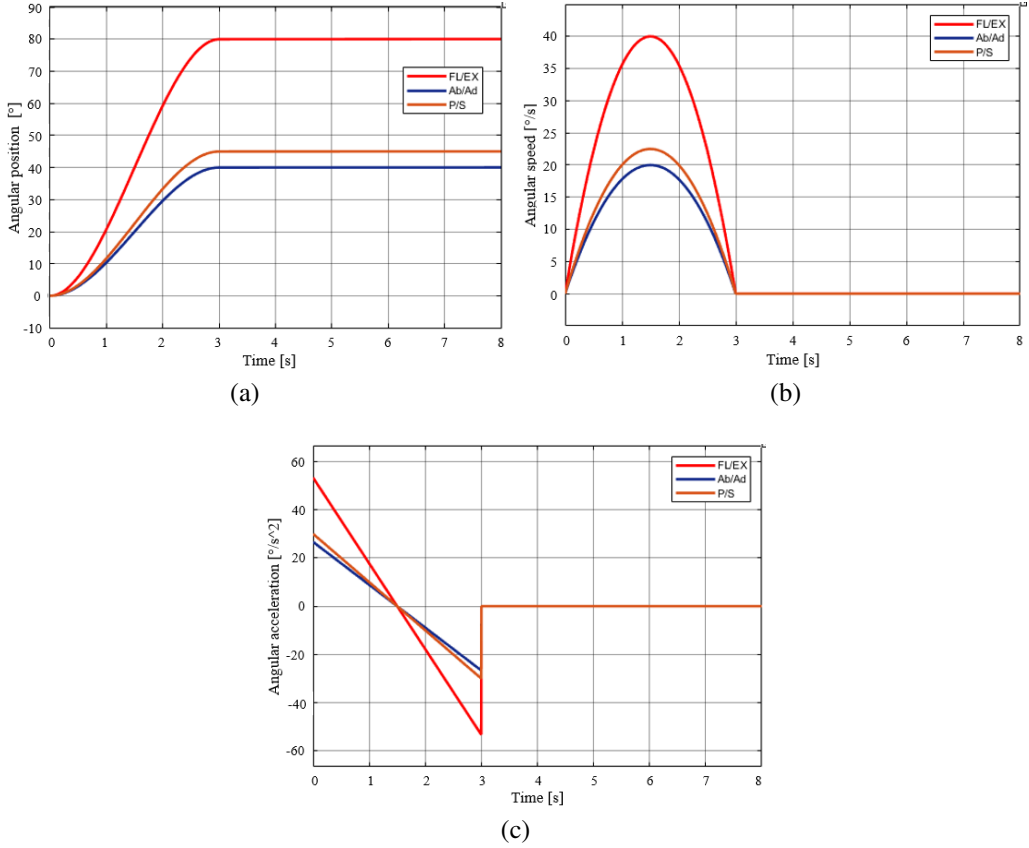 90
80
70
60
50
40
30
20
10
0
-10
Angular position [°]
FL/EX
Ab/Ad
P/S
0 1 2 3 4 5 6 7 8
Time [s]
(a)
40
35
30
25
20
15
10
5
0
Angular speed [°/s]
FL/EX
Ab/Ad
P/S
0 1 2 3 4 5 6 7 8
Time [s]
(b)
60
40
20
0
-20
-40
-60
Angular acceleration [°/s^2]
FL/EX
Ab/Ad
P/S
0 1 2 3 4 5 6 7 8
Time [s]
(c)